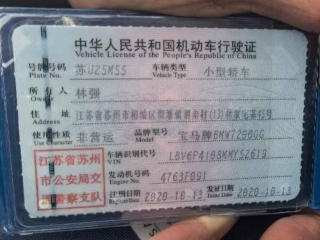 中华人民共和国机动车行驶证
Vehicle License of the People's Republic of China
号牌号码 苏U25M55 车辆类型 小型轿车
Plate No. Vehicle Type
所有人 林强
Owner
住址 江苏省苏州市相城区
Address
使用性质 非营运 品牌型号 宝马牌
Use Character Model
江苏省苏州 车辆识别代号
VIN
市公安局交 发动机号码 4763F091
Engine No.
通警察支队 注册日期 2020-10-13 发证日期 2020-10-13
Register Date Issue Date